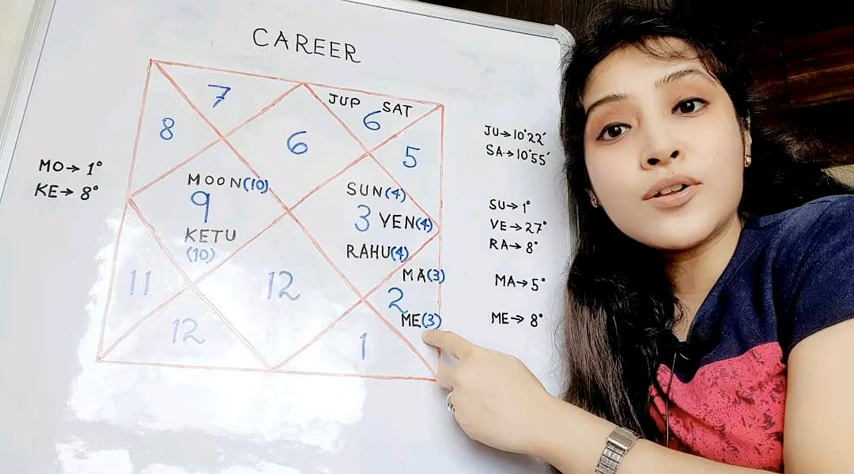 CAREER
7
JUP SAT
6
8
6
5
JU→10°22'
SA→10°55'
MO→1°
KE→8°
MOON(10)
9
KETU
(10)
SUN(4)
3 YEN(4)
RAHU(4)
SU→1°
VE→27°
RA→8°
MA(3)
2
ME(3)
MA→5°
ME→8°
11
12
12
1